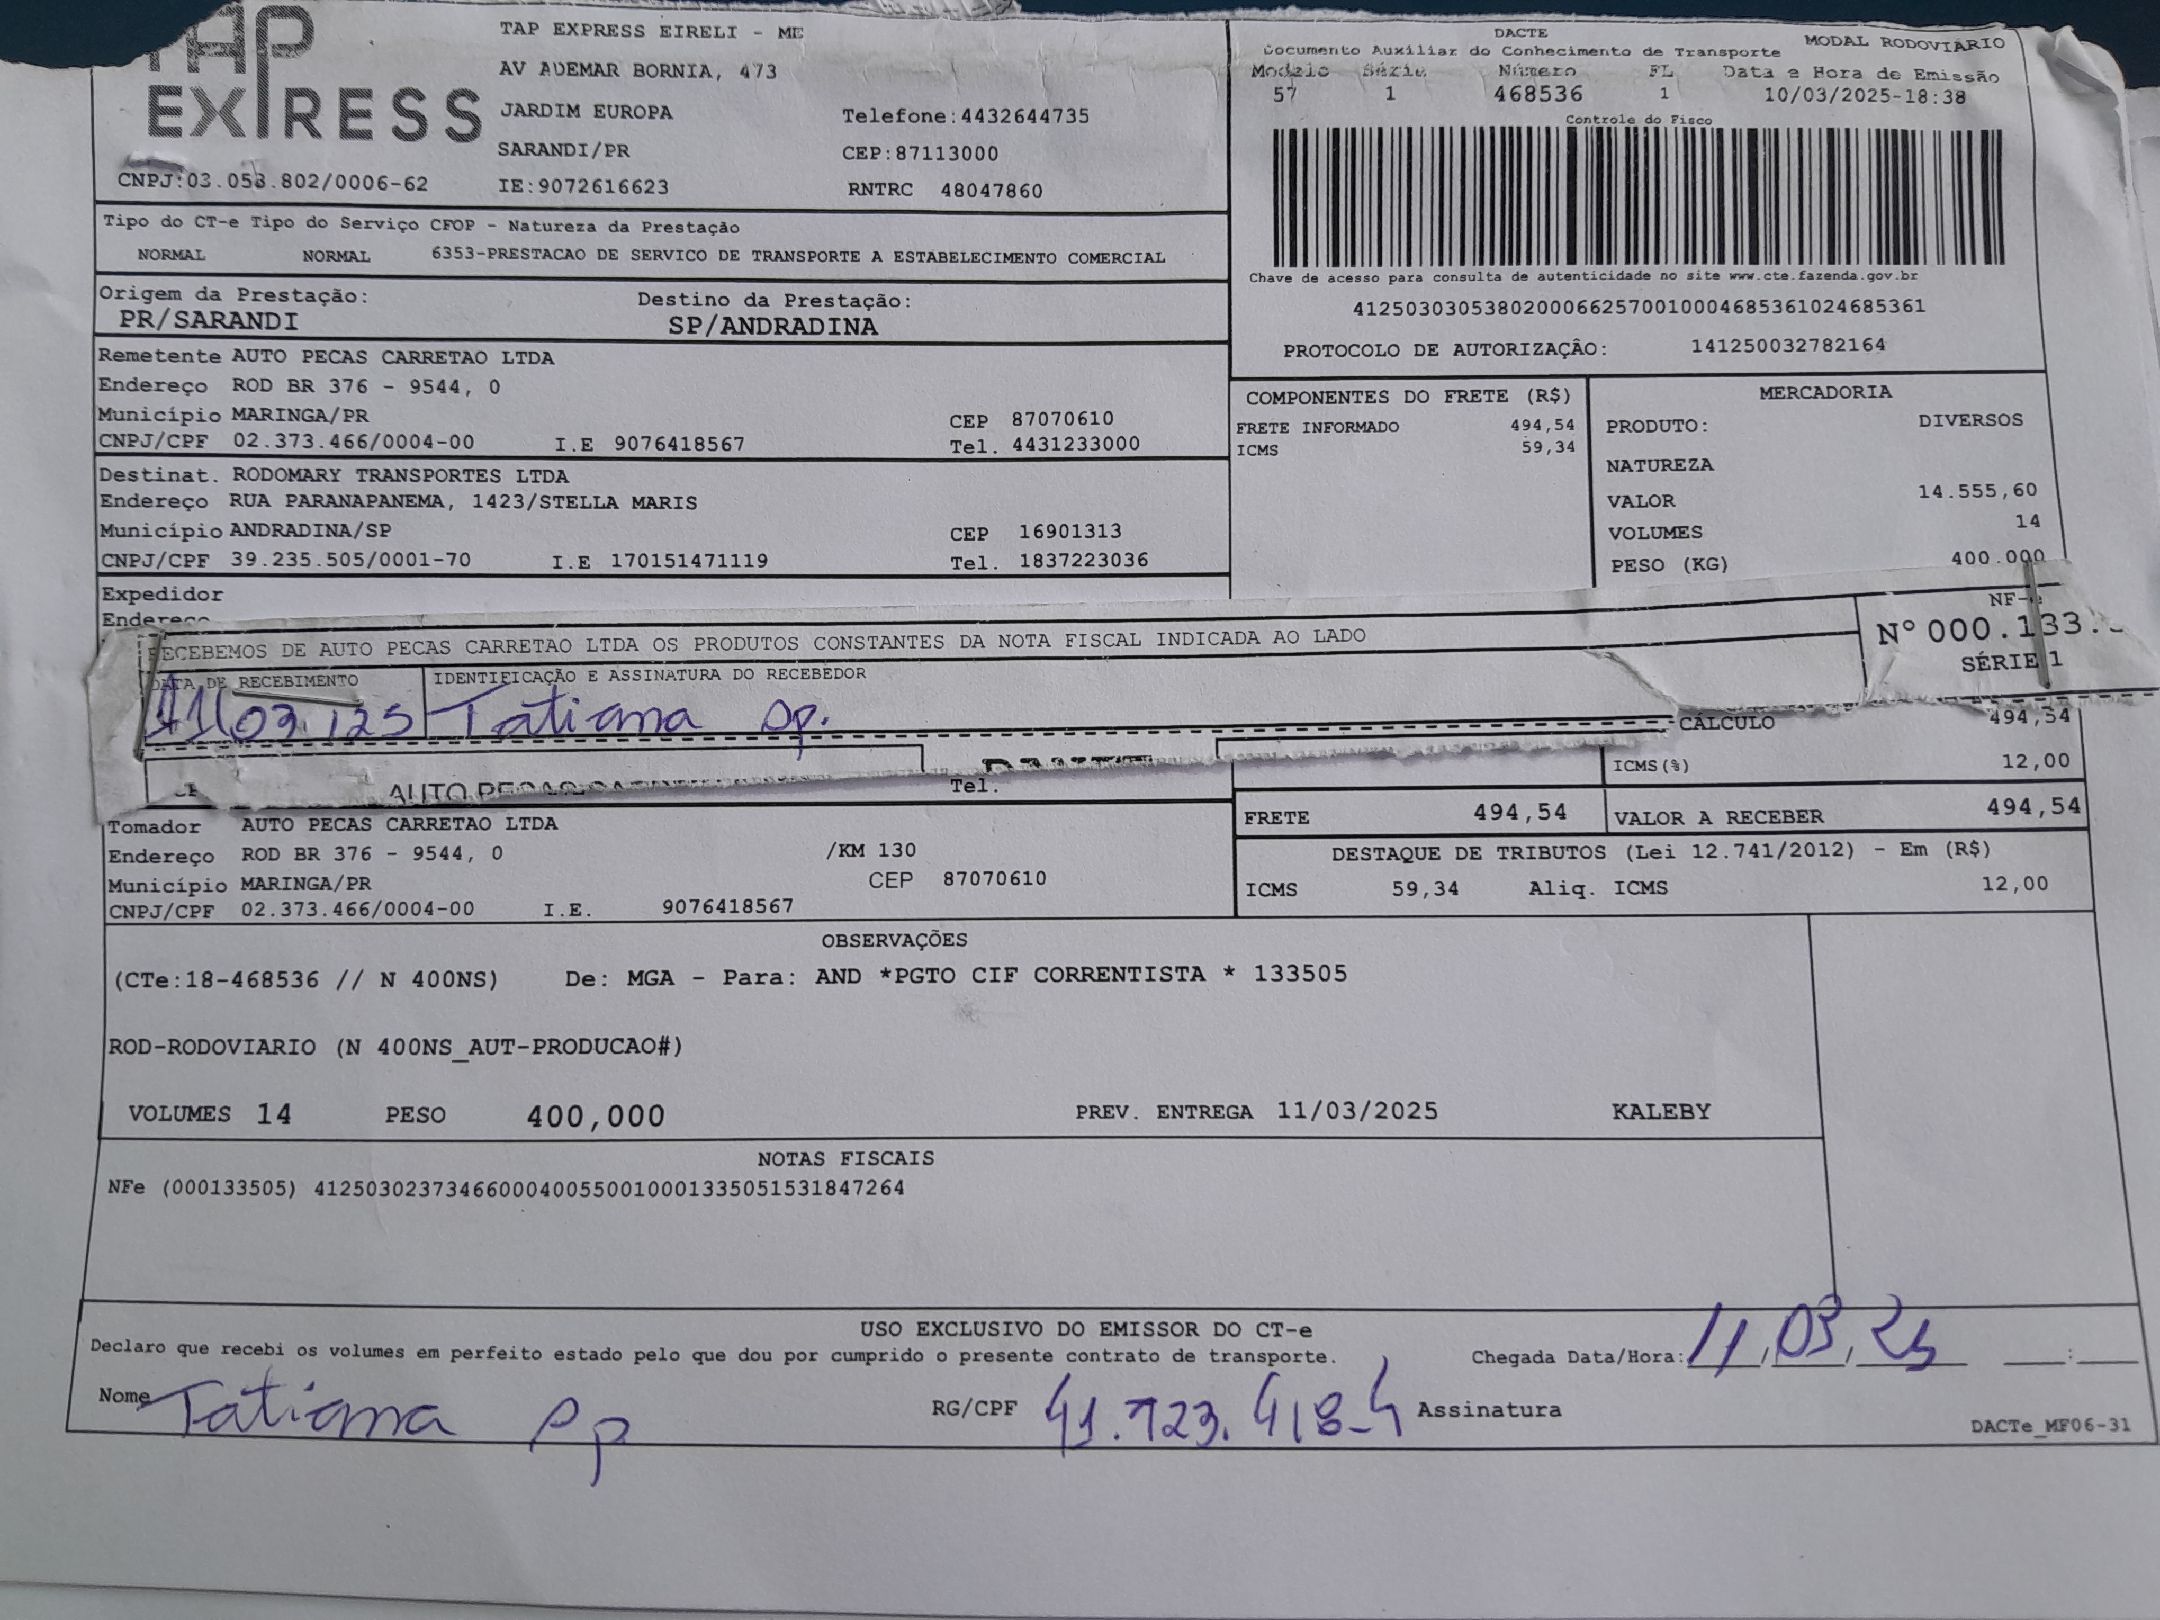 TAP
EXPRESS
CNPJ:03.053.802/0006-62
TAP EXPRESS EIRELI - ME
AV ADEMAR BORNIA, 473
JARDIM EUROPA
Telefone:4432644735
SARANDI/PR
CEP:87113000
IE:9072616623
RNTRC 48047860
DACTE
Documento Auxiliar do Conhecimento de Transporte
MODAL RODOVIÁRIO
Modelo Série Número FL Data e Hora de Emissão
57 1 468536 1 10/03/2025-18:38
Controle do Fisco
Chave de acesso para consulta de autenticidade no site www.cte.fazenda.gov.br
41250303053802000662570010004685361024685361
PROTOCOLO DE AUTORIZAÇÂO: 141250032782164
Tipo do CT-e Tipo do Serviço CFOP - Natureza da Prestação
NORMAL NORMAL 6353-PRESTACAO DE SERVICO DE TRANSPORTE A ESTABELECIMENTO COMERCIAL
Origem da Prestação: Destino da Prestação:
PR/SARANDI SP/ANDRADINA
Remetente AUTO PECAS CARRETAO LTDA
Endereço ROD BR 376 - 9544, 0
Município MARINGA/PR CEP 87070610
CNPJ/CPF 02.373.466/0004-00 I.E 9076418567 Tel. 4431233000
Destinat. RODOMARY TRANSPORTES LTDA
Endereço RUA PARANAPANEMA, 1423/STELLA MARIS
Município ANDRADINA/SP CEP 16901313
CNPJ/CPF 39.235.505/0001-70 I.E 170151471119 Tel. 1837223036
Expedidor
Endereço
COMPONENTES DO FRETE (R$)
FRETE INFORMADO 494,54
ICMS 59,34
MERCADORIA
PRODUTO: DIVERSOS
NATUREZA
VALOR 14.555,60
VOLUMES 14
PESO (KG) 400.000
RECEBEMOS DE AUTO PECAS CARRETAO LTDA OS PRODUTOS CONSTANTES DA NOTA FISCAL INDICADA AO LADO
NF-e
Nº 000.133.
SÉRIE 1
DATA DE RECEBIMENTO IDENTIFICAÇÃO E ASSINATURA DO RECEBEDOR
11/03/25 Tatiana Ap.
CÁLCULO 494,54
ICMS(%) 12,00
AUTO PECAS
Tel.
FRETE 494,54 VALOR A RECEBER 494,54
Tomador AUTO PECAS CARRETAO LTDA
Endereço ROD BR 376 - 9544, 0 /KM 130
Município MARINGA/PR CEP 87070610
CNPJ/CPF 02.373.466/0004-00 I.E. 9076418567
DESTAQUE DE TRIBUTOS (Lei 12.741/2012) - Em (R$)
ICMS 59,34 Aliq. ICMS 12,00
OBSERVAÇÕES
(CTe:18-468536 // N 400NS) De: MGA - Para: AND *PGTO CIF CORRENTISTA * 133505
ROD-RODOVIARIO (N 400NS_AUT-PRODUCAO#)
VOLUMES 14 PESO 400,000 PREV. ENTREGA 11/03/2025 KALEBY
NOTAS FISCAIS
NFe (000133505) 41250302373466000400550010001335051531847264
USO EXCLUSIVO DO EMISSOR DO CT-e
Declaro que recebi os volumes em perfeito estado pelo que dou por cumprido o presente contrato de transporte. Chegada Data/Hora: 11/03/25 __:__
Nome Tatiana Ap RG/CPF 41.723.418-4 Assinatura
DACTe_MF06-31